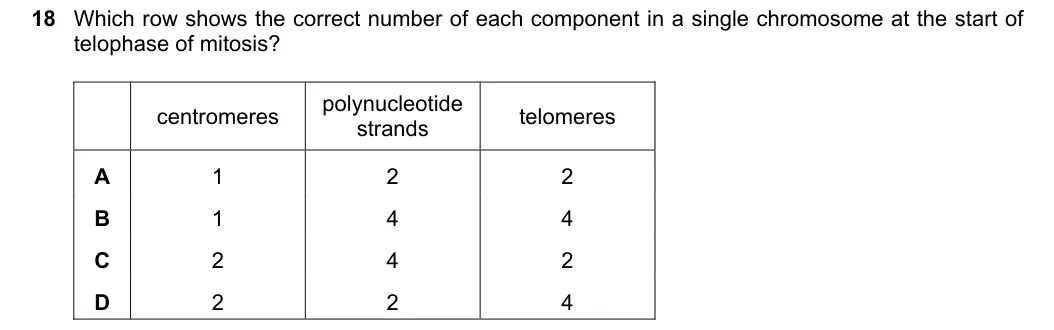 18 Which row shows the correct number of each component in a single chromosome at the start of
telophase of mitosis?
centromeres polynucleotide strands telomeres
A 1 2 2
B 1 4 4
C 2 4 2
D 2 2 4